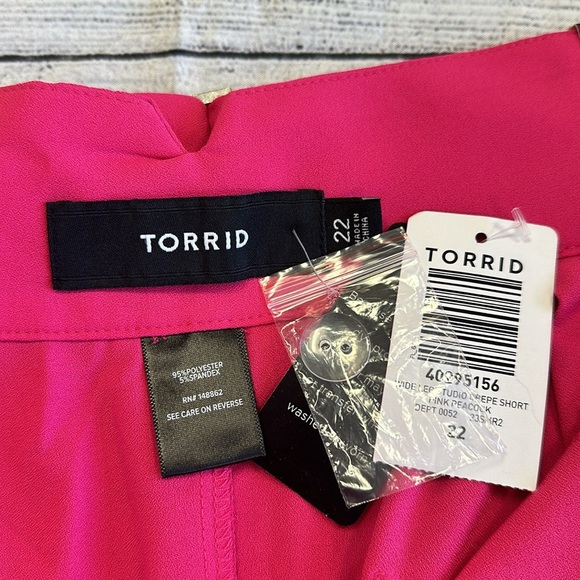 TORRID
22
MADE IN
CHINA
TORRID
40295156
WIDE LEG STUDIO CREPE SHORT
PINK PEACOCK
DEPT 0052
22
95%POLYESTER
5%SPANDEX
RN# 148862
SEE CARE ON REVERSE